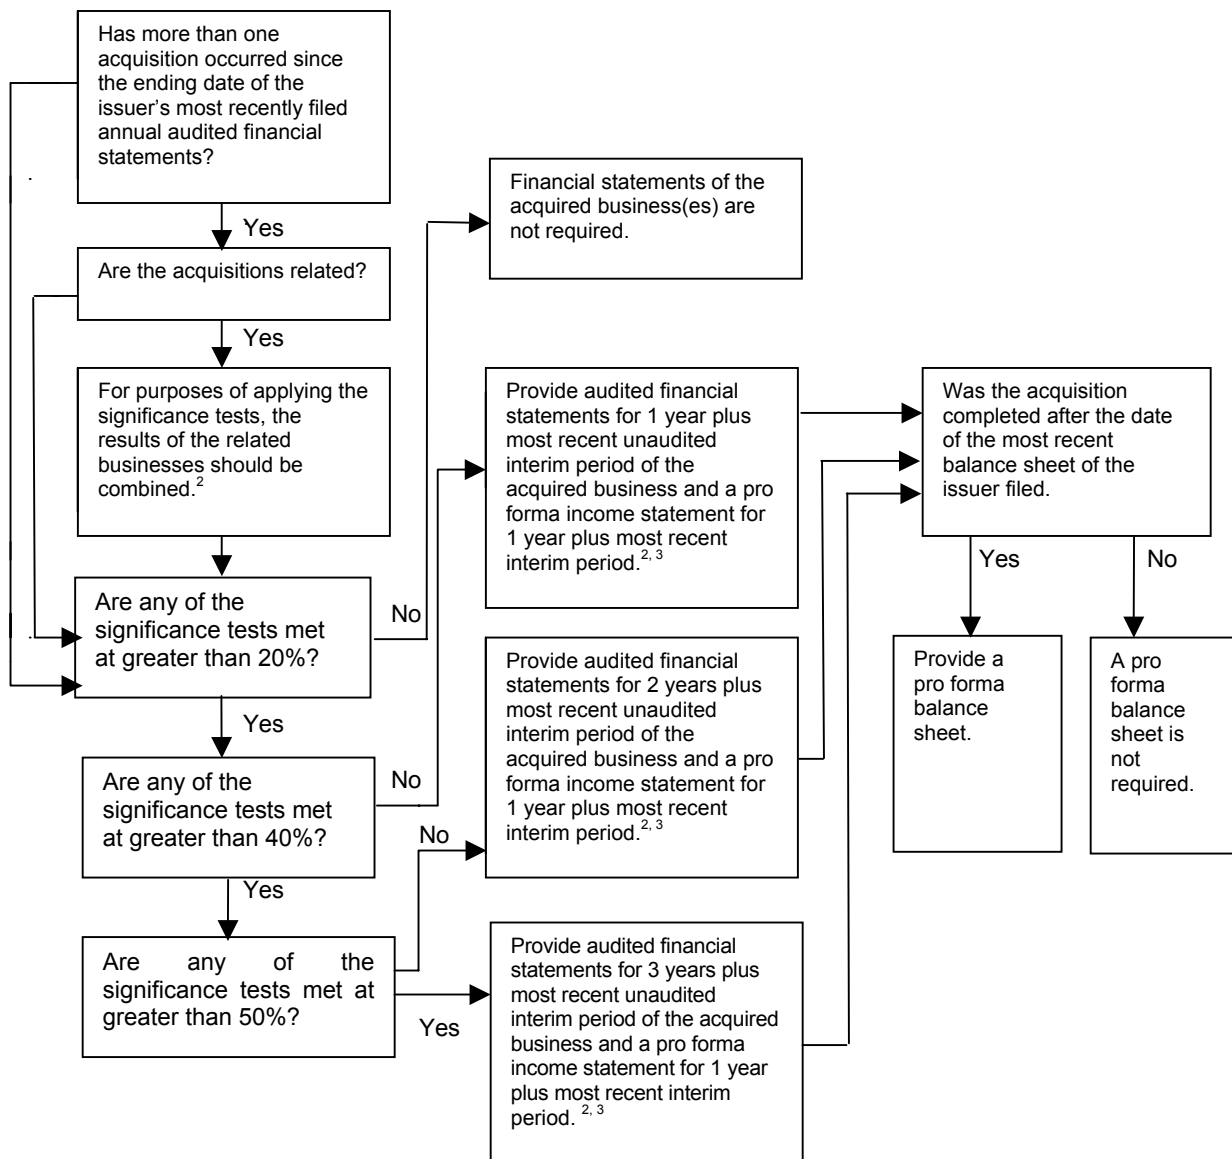 Has more than one
acquisition occurred since
the ending date of the
issuer’s most recently filed
annual audited financial
statements?
Yes
Are the acquisitions related?
Yes
For purposes of applying the
significance tests, the
results of the related
businesses should be
combined.2
Are any of the
significance tests met
at greater than 20%?
No
Yes
Are any of the
significance tests met
at greater than 40%?
No
Yes
Are any of the
significance tests met at
greater than 50%?
No
Yes
Financial statements of the
acquired business(es) are
not required.
Provide audited financial
statements for 1 year plus
most recent unaudited
interim period of the
acquired business and a pro
forma income statement for
1 year plus most recent
interim period.2, 3
Provide audited financial
statements for 2 years plus
most recent unaudited
interim period of the
acquired business and a pro
forma income statement for
1 year plus most recent
interim period.2, 3
Provide audited financial
statements for 3 years plus
most recent unaudited
interim period of the acquired
business and a pro forma
income statement for 1 year
plus most recent interim
period. 2, 3
Was the acquisition
completed after the date
of the most recent
balance sheet of the
issuer filed.
Yes
No
Provide a
pro forma
balance
sheet.
A pro
forma
balance
sheet is
not
required.